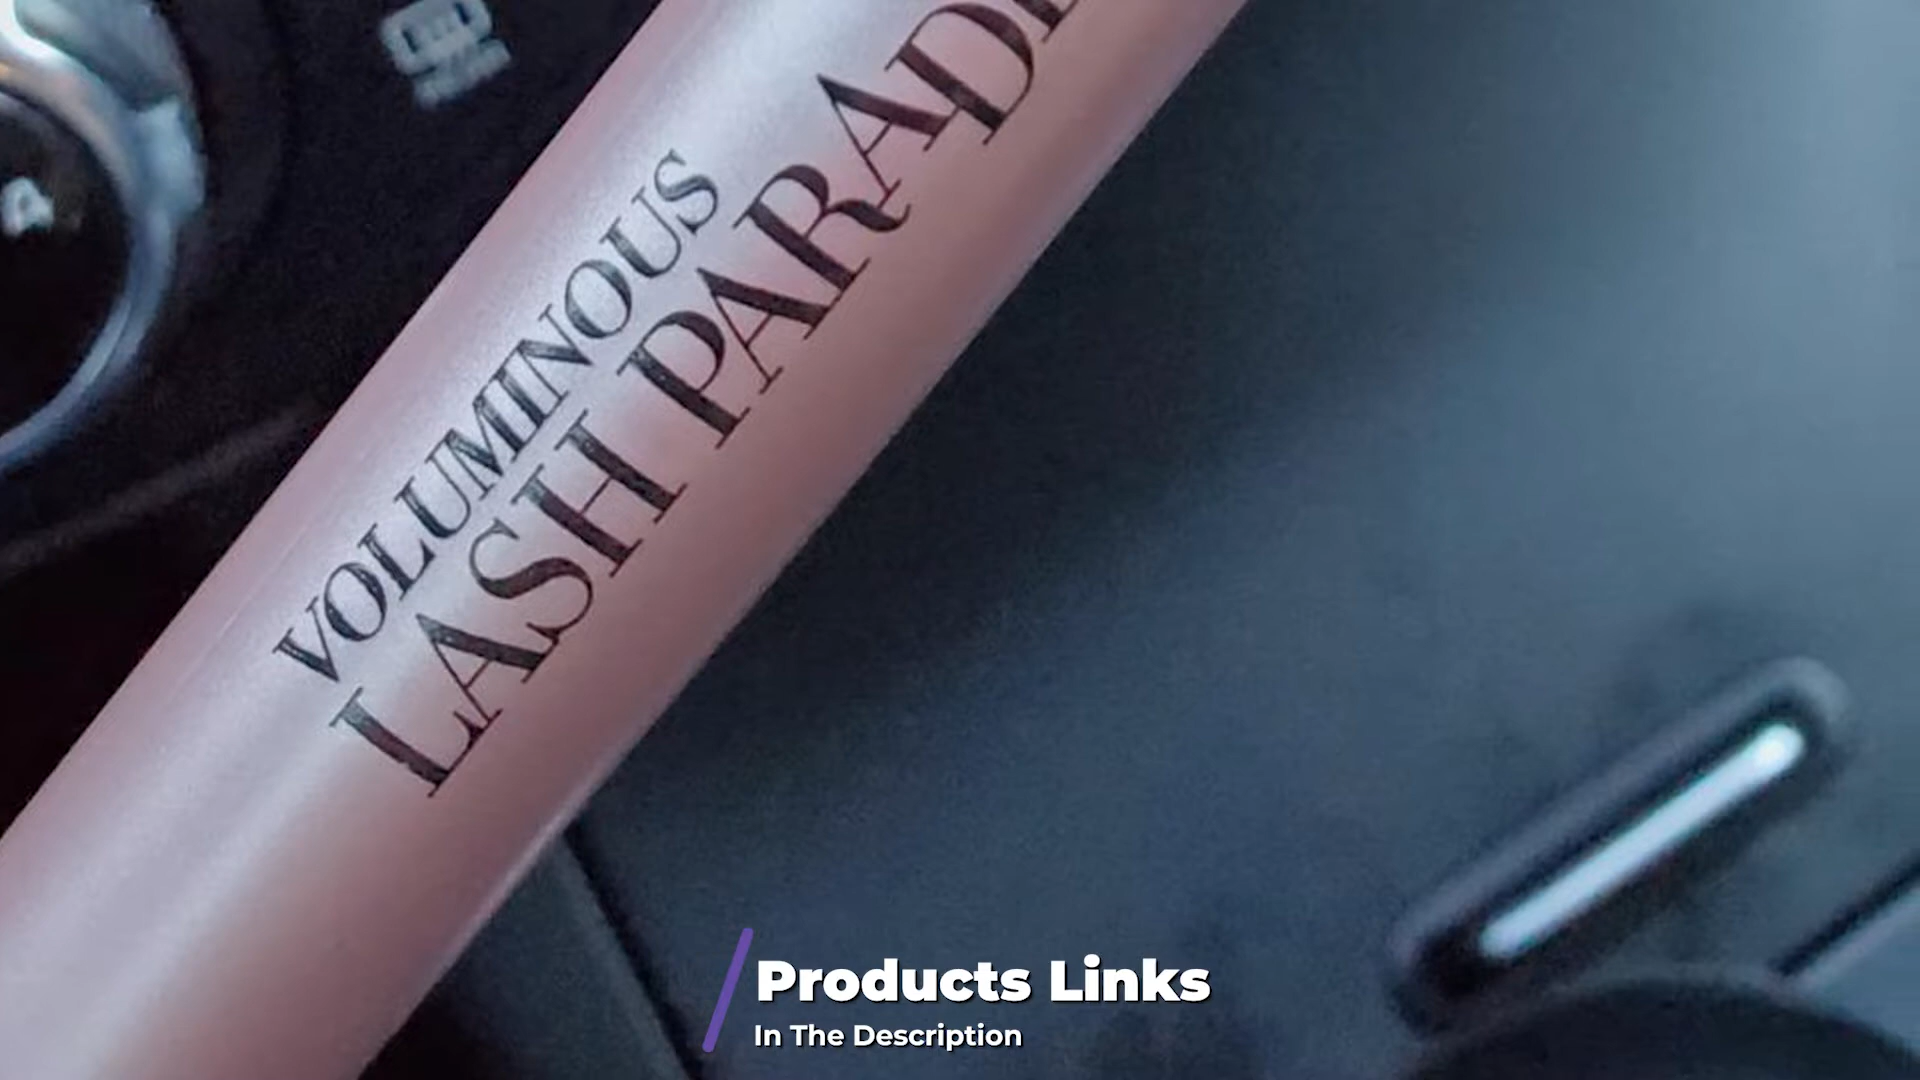 VOLUMINOUS
LASH PARADE
Products Links
In The Description